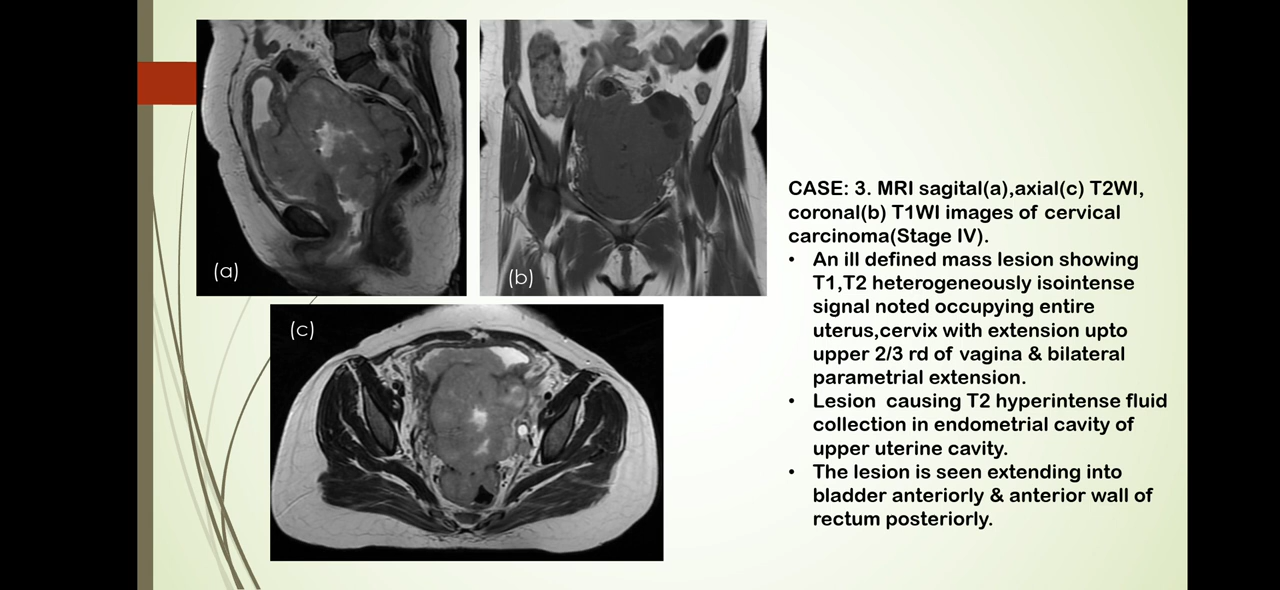 (a)
(b)
(c)
CASE: 3. MRI sagital(a),axial(c) T2WI,
coronal(b) T1WI images of cervical
carcinoma(Stage IV).
• An ill defined mass lesion showing
T1,T2 heterogeneously isointense
signal noted occupying entire
uterus,cervix with extension upto
upper 2/3 rd of vagina & bilateral
parametrial extension.
• Lesion causing T2 hyperintense fluid
collection in endometrial cavity of
upper uterine cavity.
• The lesion is seen extending into
bladder anteriorly & anterior wall of
rectum posteriorly.